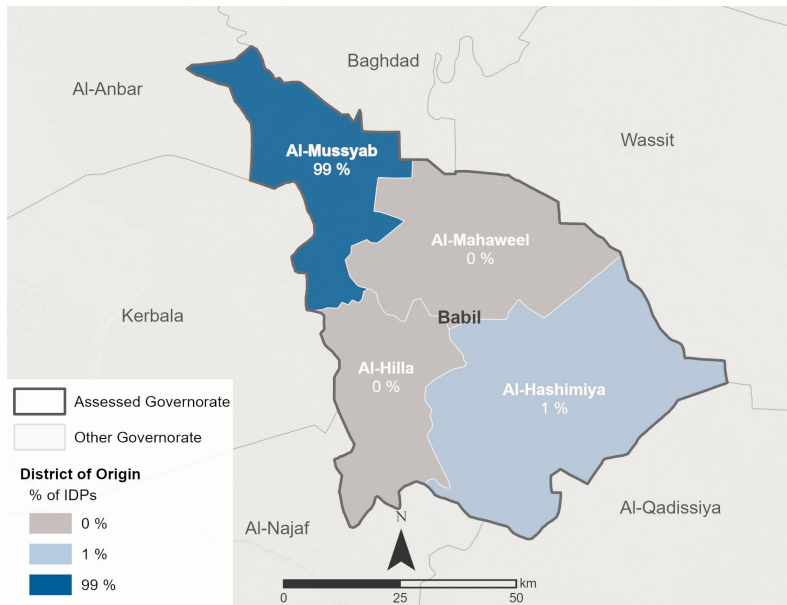 Baghdad
Al-Anbar
Wassit
Al-Mussyab
99 %
Al-Mahaweel
0 %
Kerbala
Babil
Al-Hilla
0 %
Al-Hashimiya
1 %
Assessed Governorate
Other Governorate
District of Origin
% of IDPs
0 %
1 %
99 %
Al-Najaf
N
Al-Qadissiya
km
0 25 50